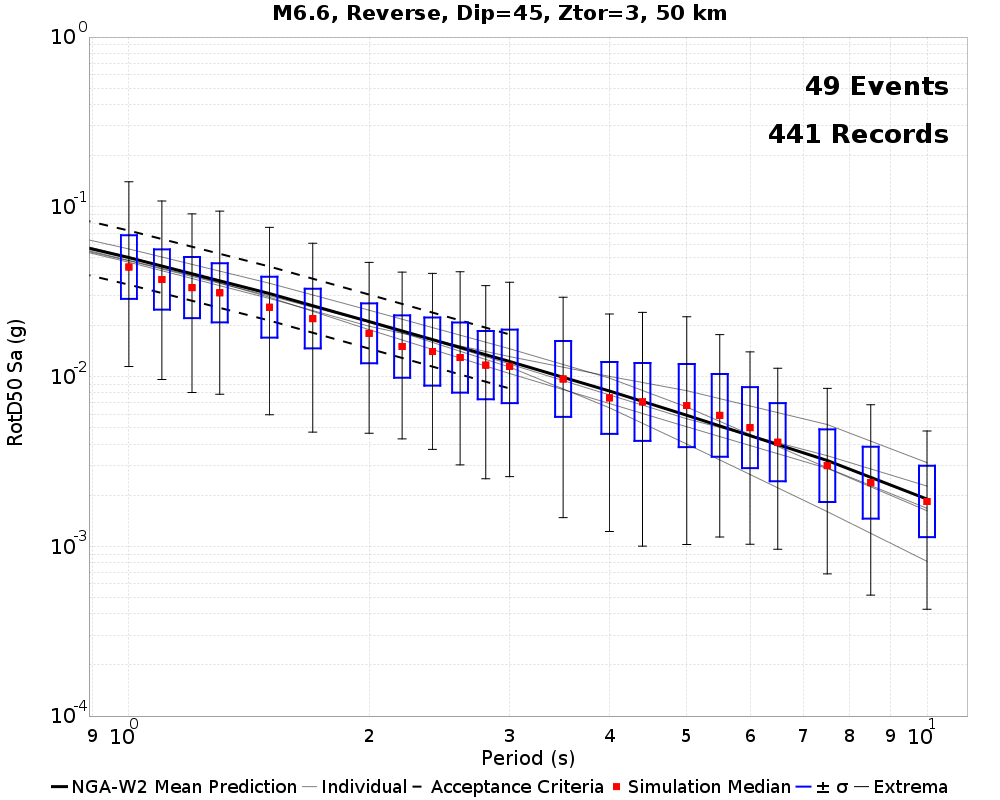 M6.6, Reverse, Dip=45, Ztor=3, 50 km
49 Events
441 Records
10^0
10^-1
10^-2
10^-3
10^-4
RotD50 Sa (g)
9 10^0 2 3 4 5 6 7 8 9 10^1
Period (s)
NGA-W2 Mean Prediction Individual Acceptance Criteria Simulation Median ± σ Extrema